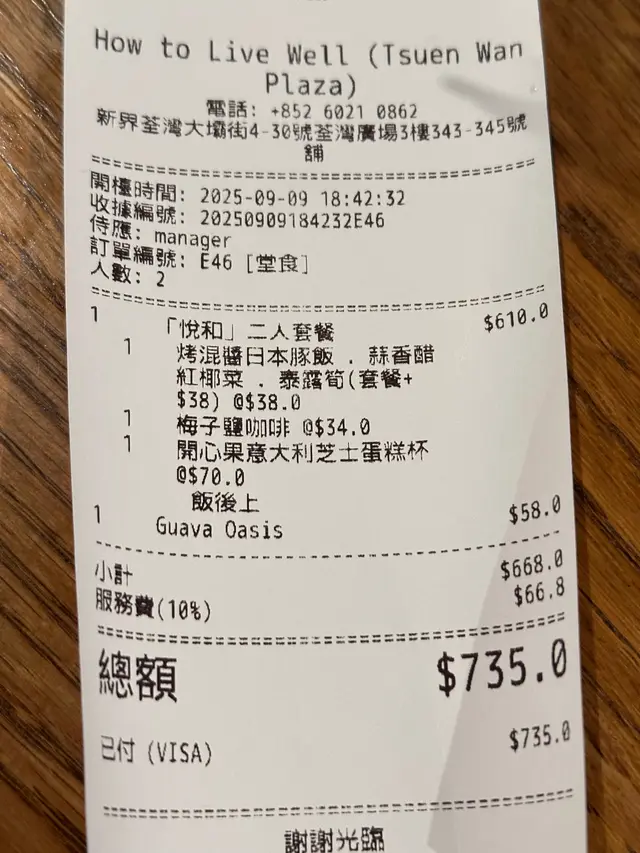 How to Live Well (Tsuen Wan
Plaza)
電話: +852 6021 0862
新界荃灣大壩街4-30號荃灣廣場3樓343-345號
舖
開檯時間: 2025-09-09 18:42:32
收據編號: 20250909184232E46
侍應: manager
訂單編號: E46 [堂食]
人數: 2
1 「悅和」二人套餐 $610.0
1 烤混醬日本豚飯 . 蒜香醋
紅椰菜 . 泰露筍(套餐+
$38) @$38.0
1 梅子鹽咖啡 @$34.0
1 開心果意大利芝士蛋糕杯
@$70.0
飯後上
1 Guava Oasis $58.0
小計 $668.0
服務費(10%) $66.8
總額 $735.0
已付 (VISA) $735.0
謝謝光臨